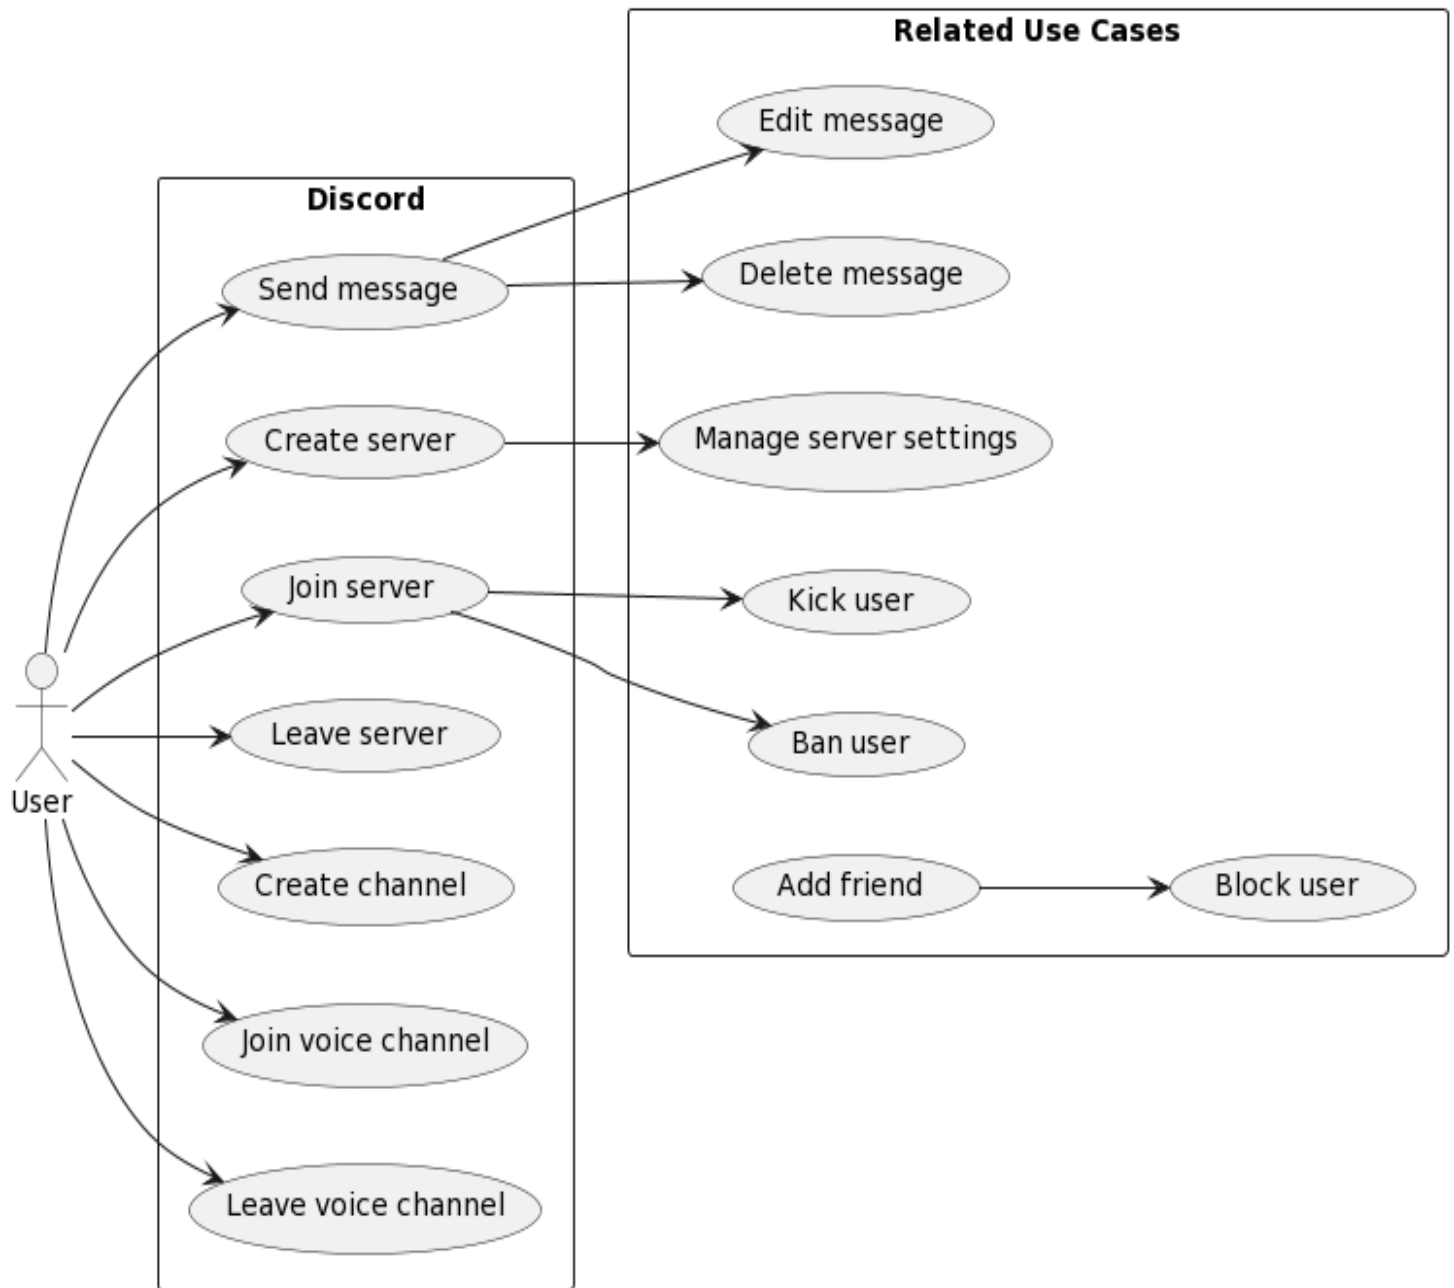 Related Use Cases
Edit message
Discord
Delete message
Send message
Manage server settings
Create server
Kick user
Join server
Leave server
Ban user
User
Create channel
Add friend
Block user
Join voice channel
Leave voice channel